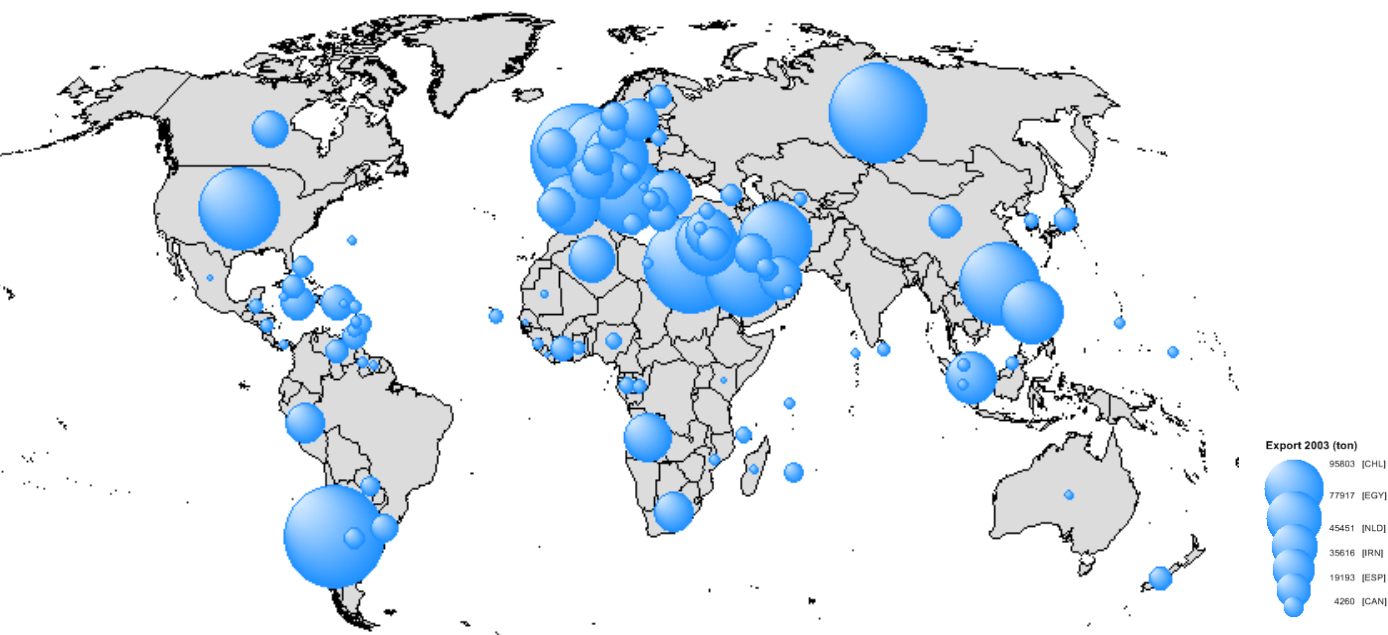 Export 2003 (ton)
95803 [CHL]
77917 [EGY]
45451 [NLD]
35616 [IRN]
19193 [ESP]
4260 [CAN]